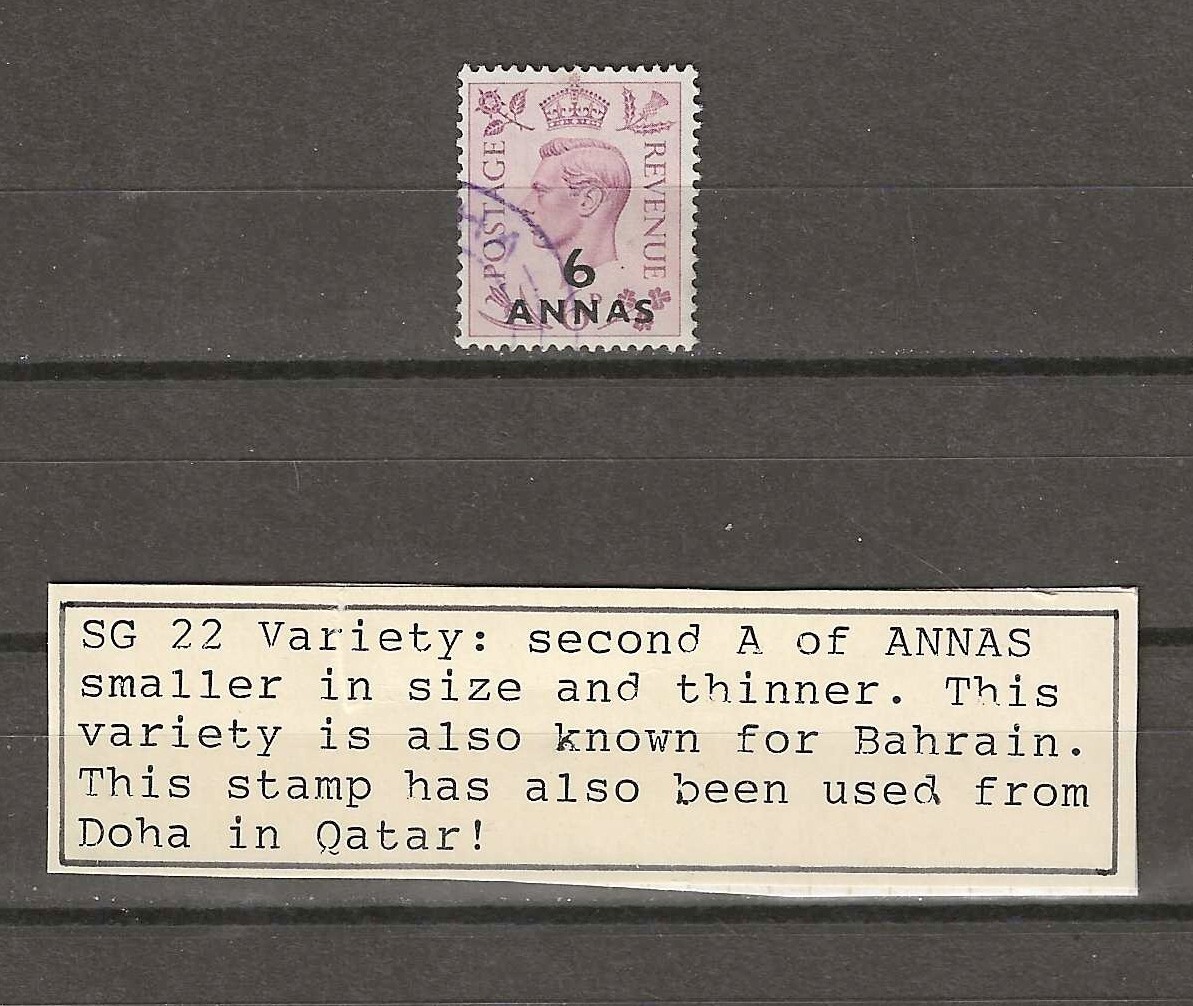 POSTAGE
REVENUE
6
ANNAS
SG 22 Variety: second A of ANNAS
smaller in size and thinner. This
variety is also known for Bahrain.
This stamp has also been used from
Doha in Qatar!